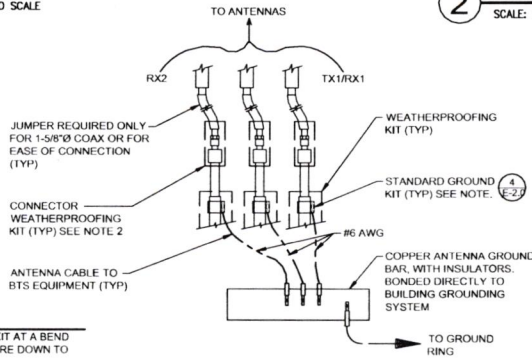 O SCALE
TO ANTENNAS
2
SCALE:
RX2
TX1/RX1
JUMPER REQUIRED ONLY
FOR 1-5/8"Ø COAX OR FOR
EASE OF CONNECTION
(TYP)
WEATHERPROOFING
KIT (TYP)
STANDARD GROUND
KIT (TYP) SEE NOTE.
4
E-2.0
CONNECTOR
WEATHERPROOFING
KIT (TYP) SEE NOTE 2
#6 AWG
ANTENNA CABLE TO
BTS EQUIPMENT (TYP)
COPPER ANTENNA GROUND
BAR, WITH INSULATORS.
BONDED DIRECTLY TO
BUILDING GROUNDING
SYSTEM
IT AT A BEND
RE DOWN TO
TO GROUND
RING